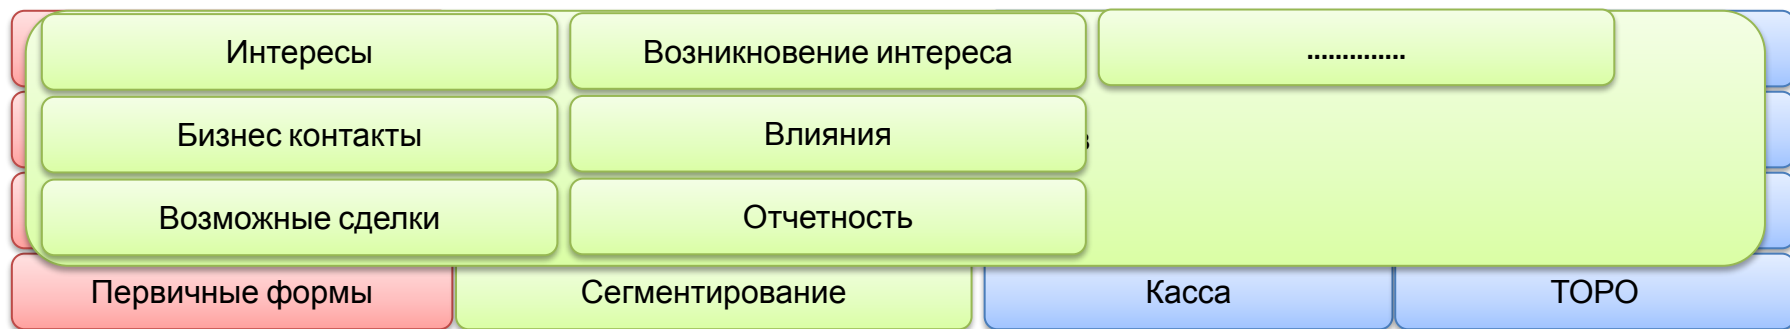 Интересы
Возникновение интереса
..............
Бизнес контакты
Влияния
Возможные сделки
Отчетность
Первичные формы
Сегментирование
Касса
ТОРО